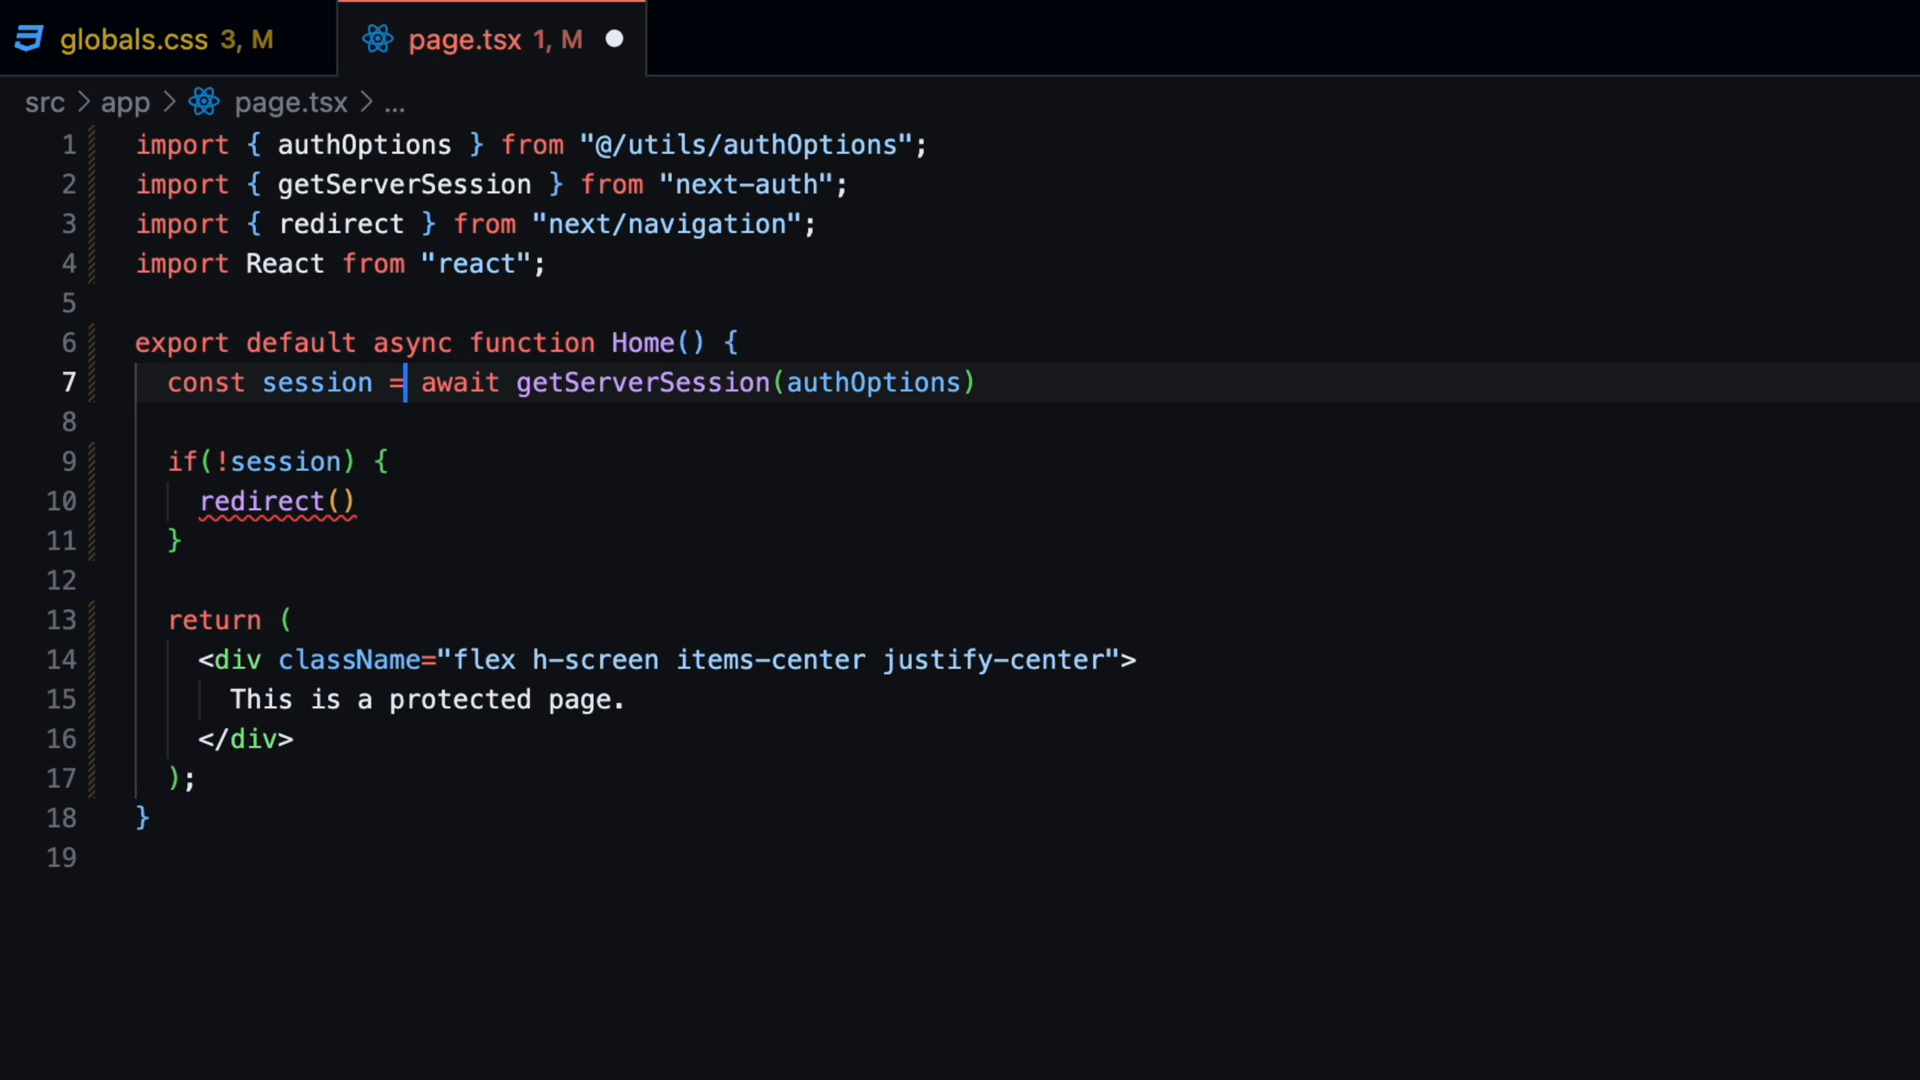 globals.css 3, M
page.tsx 1, M
src > app > page.tsx > ...
1 import { authOptions } from "@/utils/authOptions";
2 import { getServerSession } from "next-auth";
3 import { redirect } from "next/navigation";
4 import React from "react";
5
6 export default async function Home() {
7   const session = await getServerSession(authOptions)
8
9   if(!session) {
10     redirect()
11   }
12
13   return (
14     <div className="flex h-screen items-center justify-center">
15       This is a protected page.
16     </div>
17   );
18 }
19